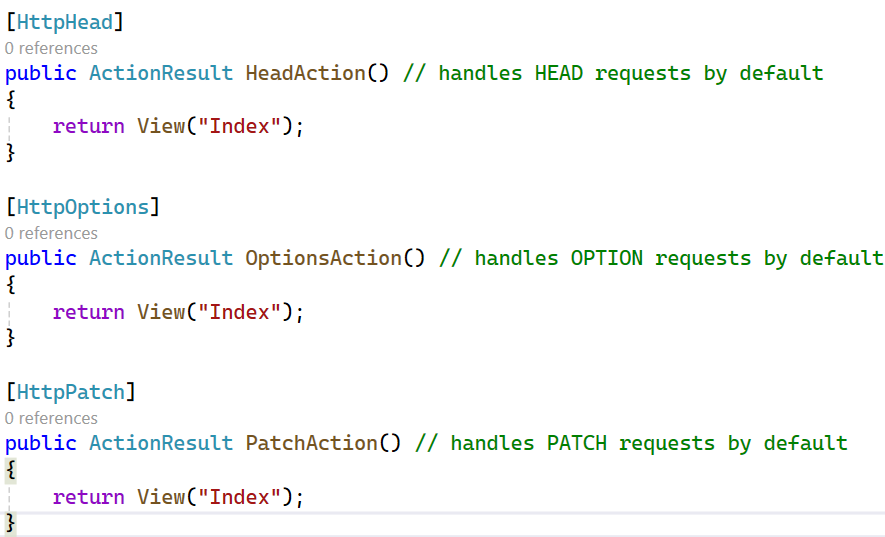 [HttpHead]
0 references
public ActionResult HeadAction() // handles HEAD requests by default
{
    return View("Index");
}
[HttpOptions]
0 references
public ActionResult OptionsAction() // handles OPTION requests by default
{
    return View("Index");
}
[HttpPatch]
0 references
public ActionResult PatchAction() // handles PATCH requests by default
{
    return View("Index");
}